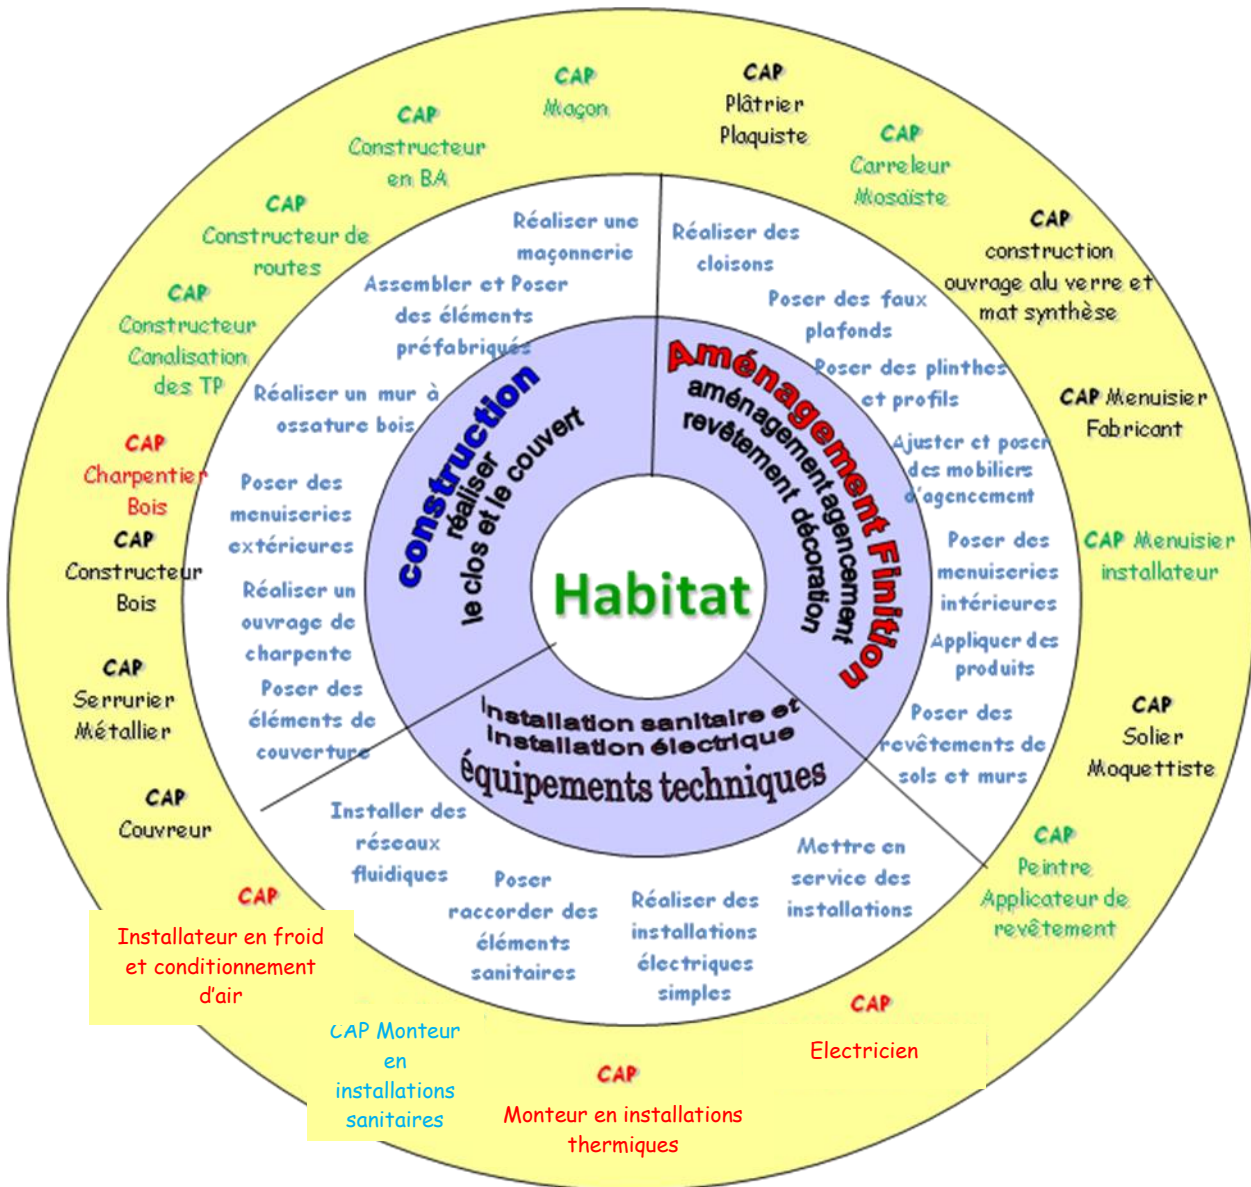 CAP
Maçon
CAP
Plâtrier
Plaquiste
CAP
Carreleur
Mosaïste
CAP
construction
ouvrage alu verre et
mat synthèse
CAP Menuisier
Fabricant
CAP Menuisier
installateur
CAP
Solier
Moquettiste
CAP
Peintre
Applicateur de
revêtement
CAP
Electricien
CAP
Monteur en installations
thermiques
CAP Monteur
en
installations
sanitaires
CAP
Installateur en froid
et conditionnement
d’air
CAP
Couvreur
CAP
Serrurier
Métallier
CAP
Constructeur
Bois
CAP
Charpentier
Bois
CAP
Constructeur
Canalisation
des TP
CAP
Constructeur de
routes
CAP
Constructeur
en BA
Réaliser une
maçonnerie
Assembler et Poser
des éléments
préfabriqués
Réaliser un mur à
ossature bois
Poser des
menuiseries
extérieures
Réaliser un
ouvrage de
charpente
Poser des
éléments de
couverture
Réaliser des
cloisons
Poser des faux
plafonds
Poser des plinthes
et profils
Ajuster et poser
des mobiliers
d’agencement
Poser des
menuiseries
intérieures
Appliquer des
produits
Poser des
revêtements de
sols et murs
Installer des
réseaux
fluidiques
Poser
raccorder des
éléments
sanitaires
Réaliser des
installations
électriques
simples
Mettre en
service des
installations
construction
réaliser
le clos et le couvert
Aménagement Finition
aménagement agencement
revêtement décoration
Installation sanitaire et
installation électrique
équipements techniques
Habitat